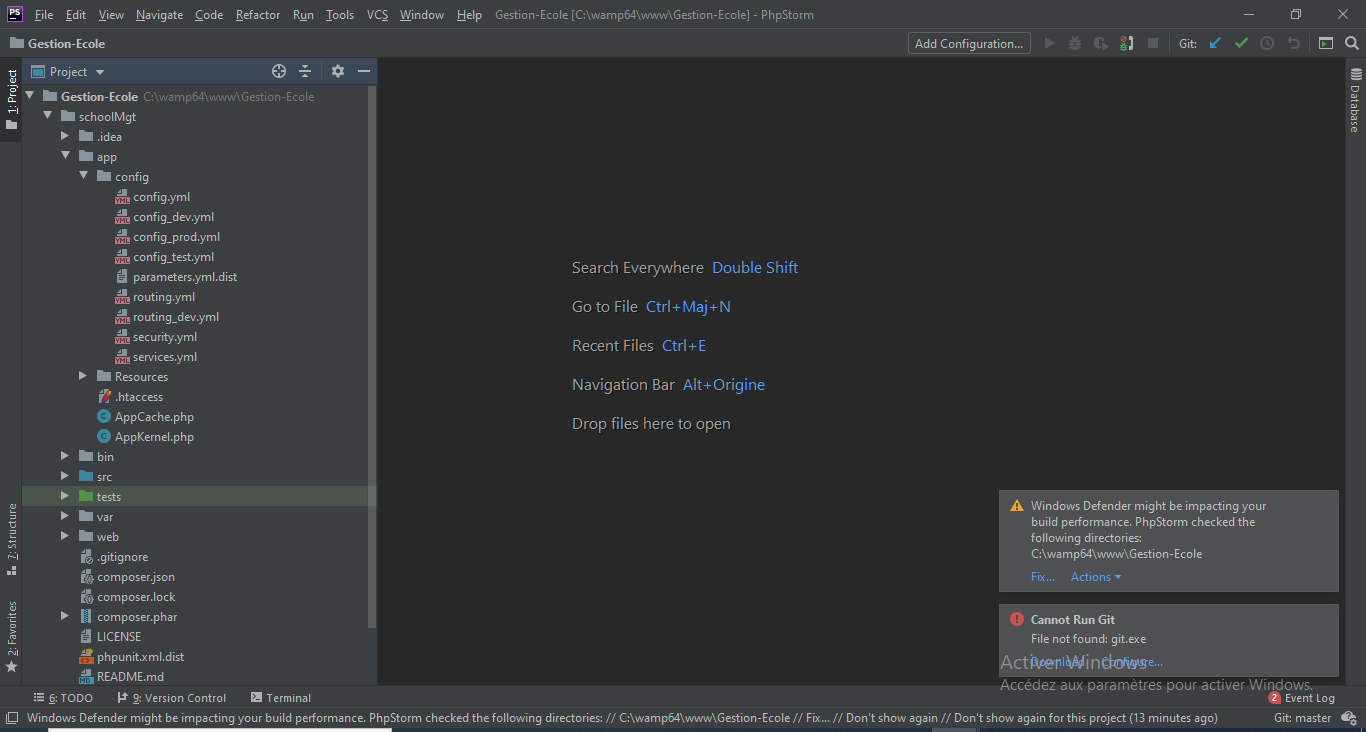 PS File Edit View Navigate Code Refactor Run Tools VCS Window Help Gestion-Ecole [C:\wamp64\www\Gestion-Ecole] - PhpStorm
Gestion-Ecole Add Configuration... Git:
Project
1: Project
Gestion-Ecole C:\wamp64\www\Gestion-Ecole
schoolMgt
.idea
app
config
config.yml
config_dev.yml
config_prod.yml
config_test.yml
parameters.yml.dist
routing.yml
routing_dev.yml
security.yml
services.yml
Resources
.htaccess
AppCache.php
AppKernel.php
bin
src
tests
var
web
.gitignore
composer.json
composer.lock
composer.phar
LICENSE
phpunit.xml.dist
README.md
7: Structure
2: Favorites
Search Everywhere Double Shift
Go to File Ctrl+Maj+N
Recent Files Ctrl+E
Navigation Bar Alt+Origine
Drop files here to open
Database
Windows Defender might be impacting your
build performance. PhpStorm checked the
following directories:
C:\wamp64\www\Gestion-Ecole
Fix... Actions
Cannot Run Git
File not found: git.exe
Download Configure...
Activer Windows
Accédez aux paramètres pour activer Windows.
6: TODO 9: Version Control Terminal 2 Event Log
Windows Defender might be impacting your build performance. PhpStorm checked the following directories: // C:\wamp64\www\Gestion-Ecole // Fix... // Don't show again // Don't show again for this project (13 minutes ago) Git: master